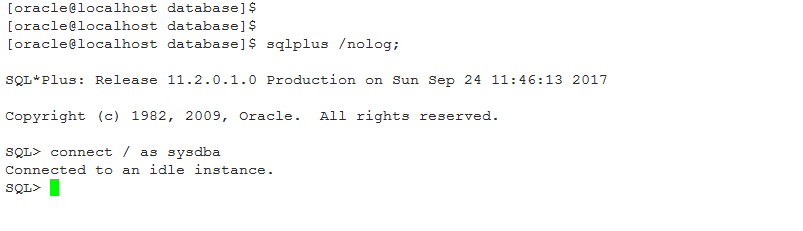 [oracle@localhost database]$
[oracle@localhost database]$
[oracle@localhost database]$ sqlplus /nolog;
SQL*Plus: Release 11.2.0.1.0 Production on Sun Sep 24 11:46:13 2017
Copyright (c) 1982, 2009, Oracle.  All rights reserved.
SQL> connect / as sysdba
Connected to an idle instance.
SQL>